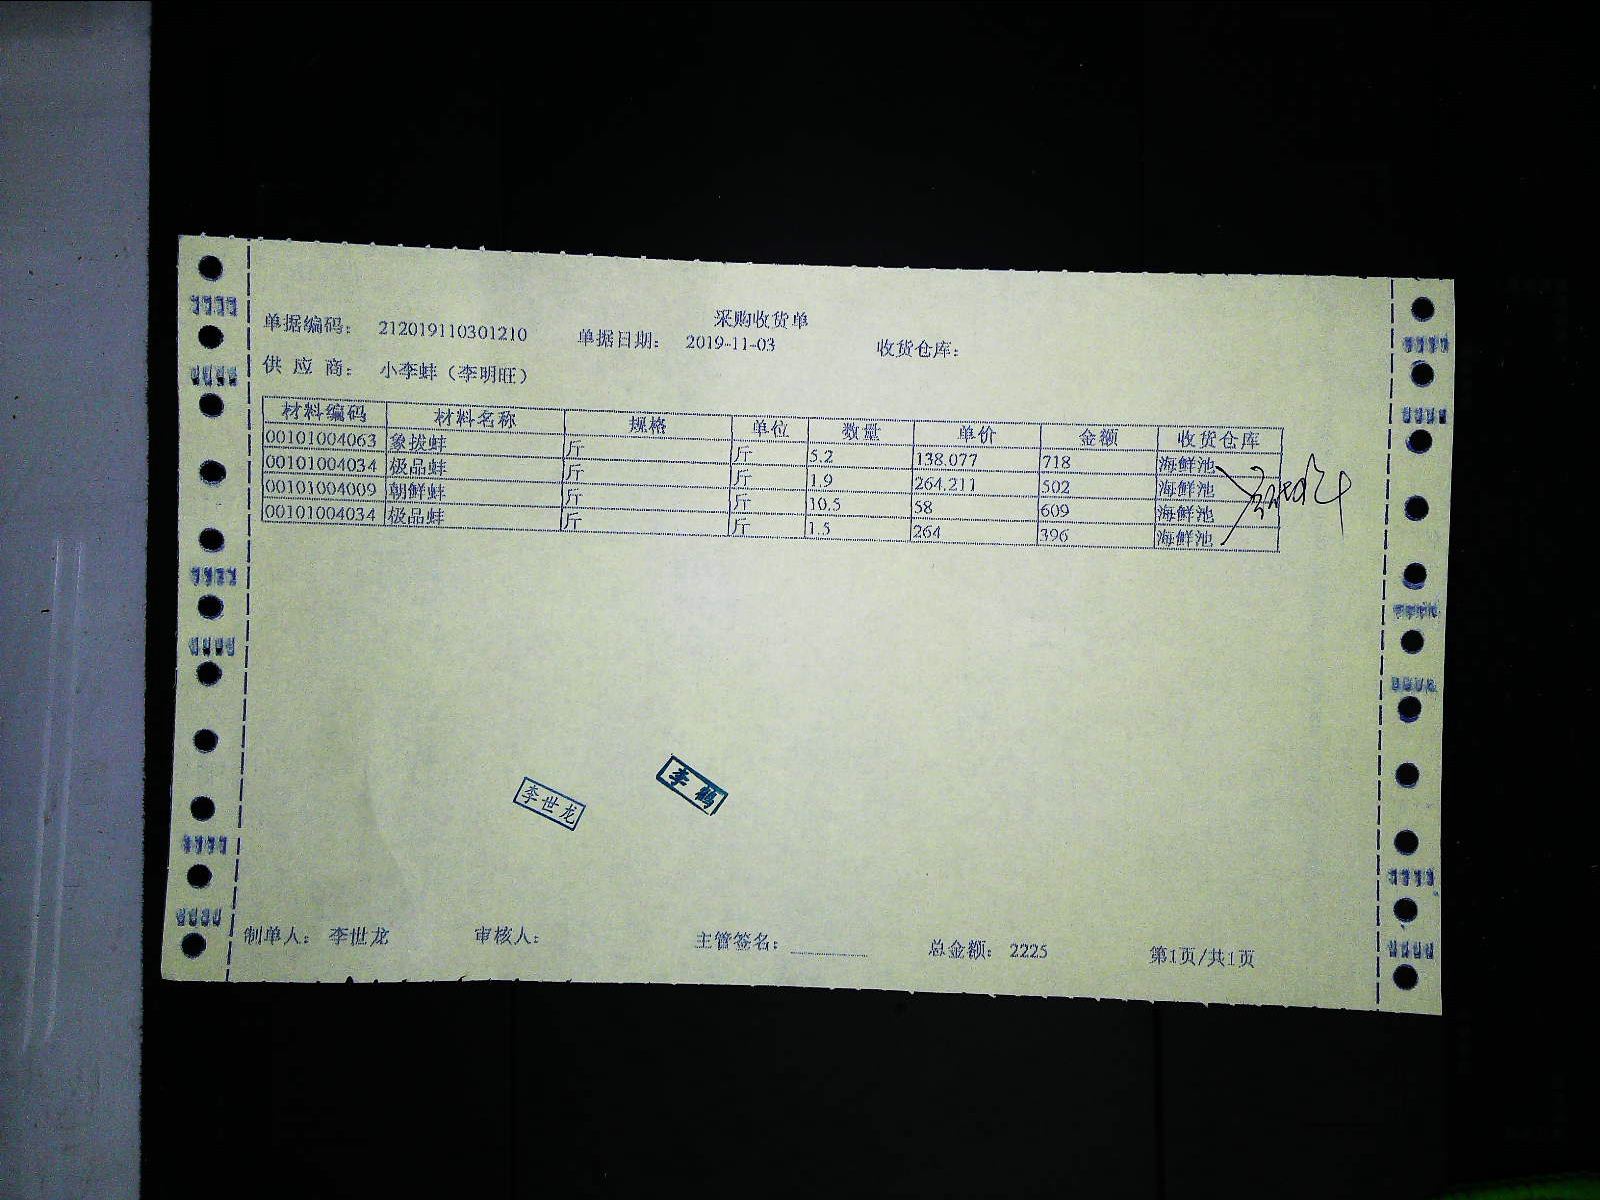 采购收货单
单据编码： 212019110301210 单据日期： 2019-11-03 收货仓库：
供 应 商： 小李蚌（李明旺）
材料编码 材料名称 规格 单位 数量 单价 金额 收货仓库
00101004063 象拔蚌 斤 斤 5.2 138.077 718 海鲜池
00101004034 极品蚌 斤 斤 1.9 264.211 502 海鲜池
00101004009 朝鲜蚌 斤 斤 10.5 58 609 海鲜池
00101004034 极品蚌 斤 斤 1.5 264 396 海鲜池
李世龙 李鹤
制单人： 李世龙 审核人： 主管签名： 总金额： 2225 第1页/共1页